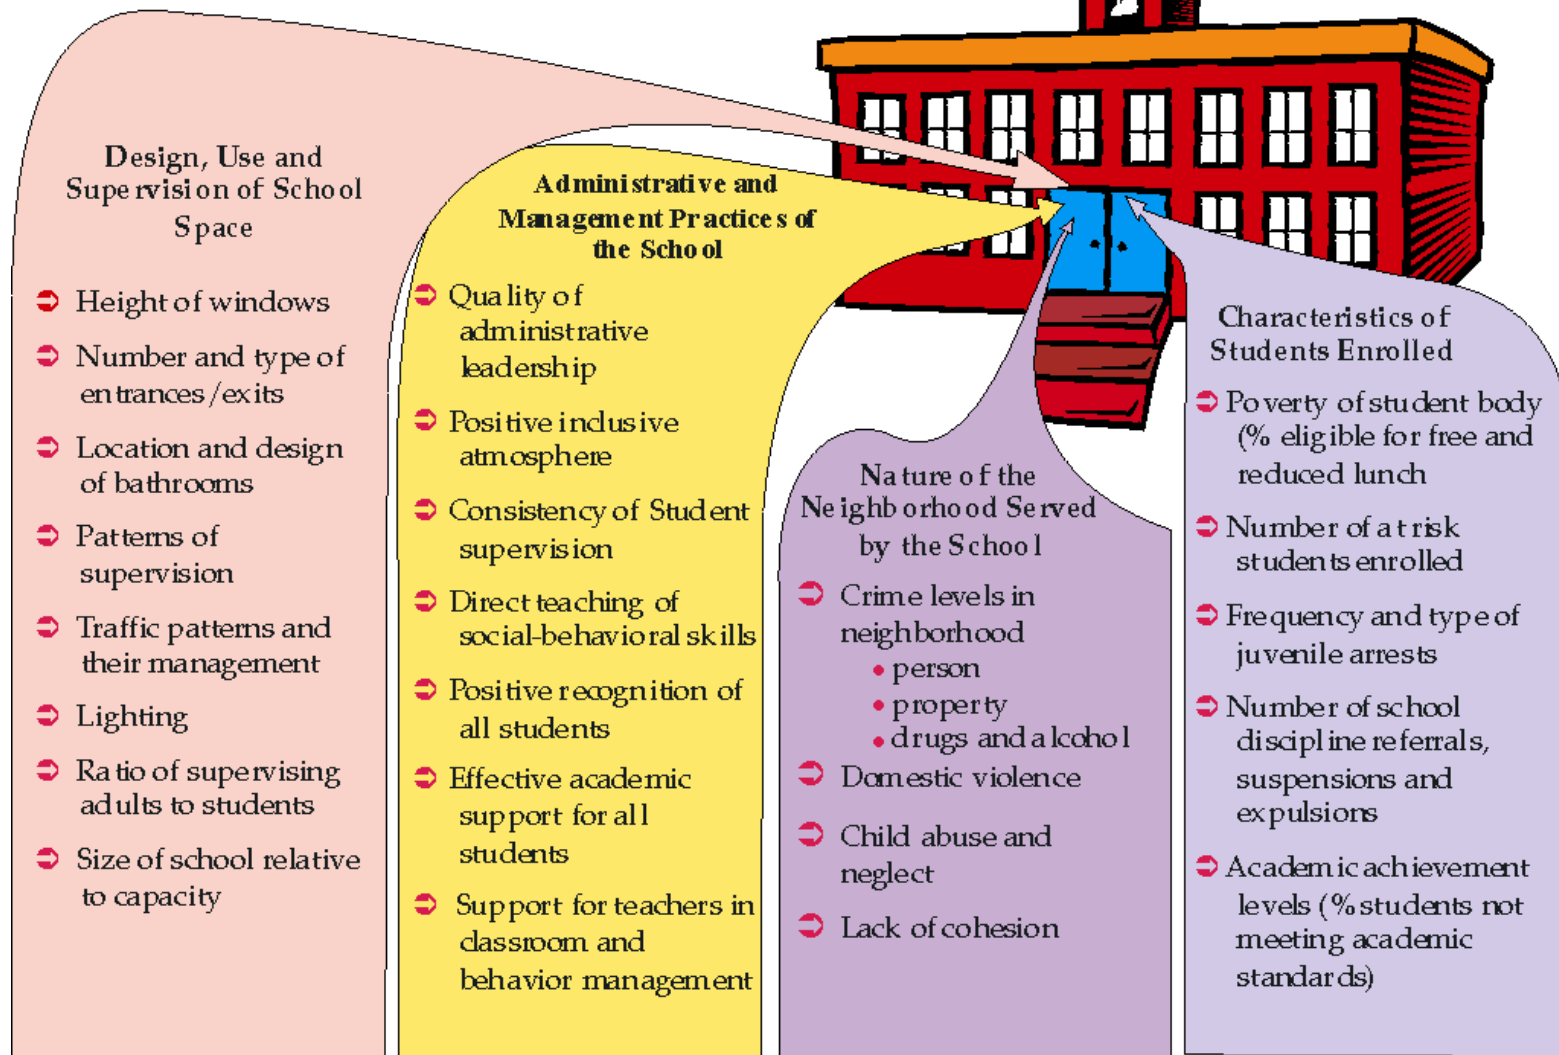 Design, Use and
Supervision of School
Space
Height of windows
Number and type of
entrances/exits
Location and design
of bathrooms
Patterns of
supervision
Traffic patterns and
their management
Lighting
Ratio of supervising
adults to students
Size of school relative
to capacity
Administrative and
Management Practices of
the School
Quality of
administrative
leadership
Positive inclusive
atmosphere
Consistency of Student
supervision
Direct teaching of
social-behavioral skills
Positive recognition of
all students
Effective academic
support for all
students
Support for teachers in
classroom and
behavior management
Nature of the
Neighborhood Served
by the School
Crime levels in
neighborhood
• person
• property
• drugs and alcohol
Domestic violence
Child abuse and
neglect
Lack of cohesion
Characteristics of
Students Enrolled
Poverty of student body
(% eligible for free and
reduced lunch
Number of at risk
students enrolled
Frequency and type of
juvenile arrests
Number of school
discipline referrals,
suspensions and
expulsions
Academic achievement
levels (% students not
meeting academic
standards)